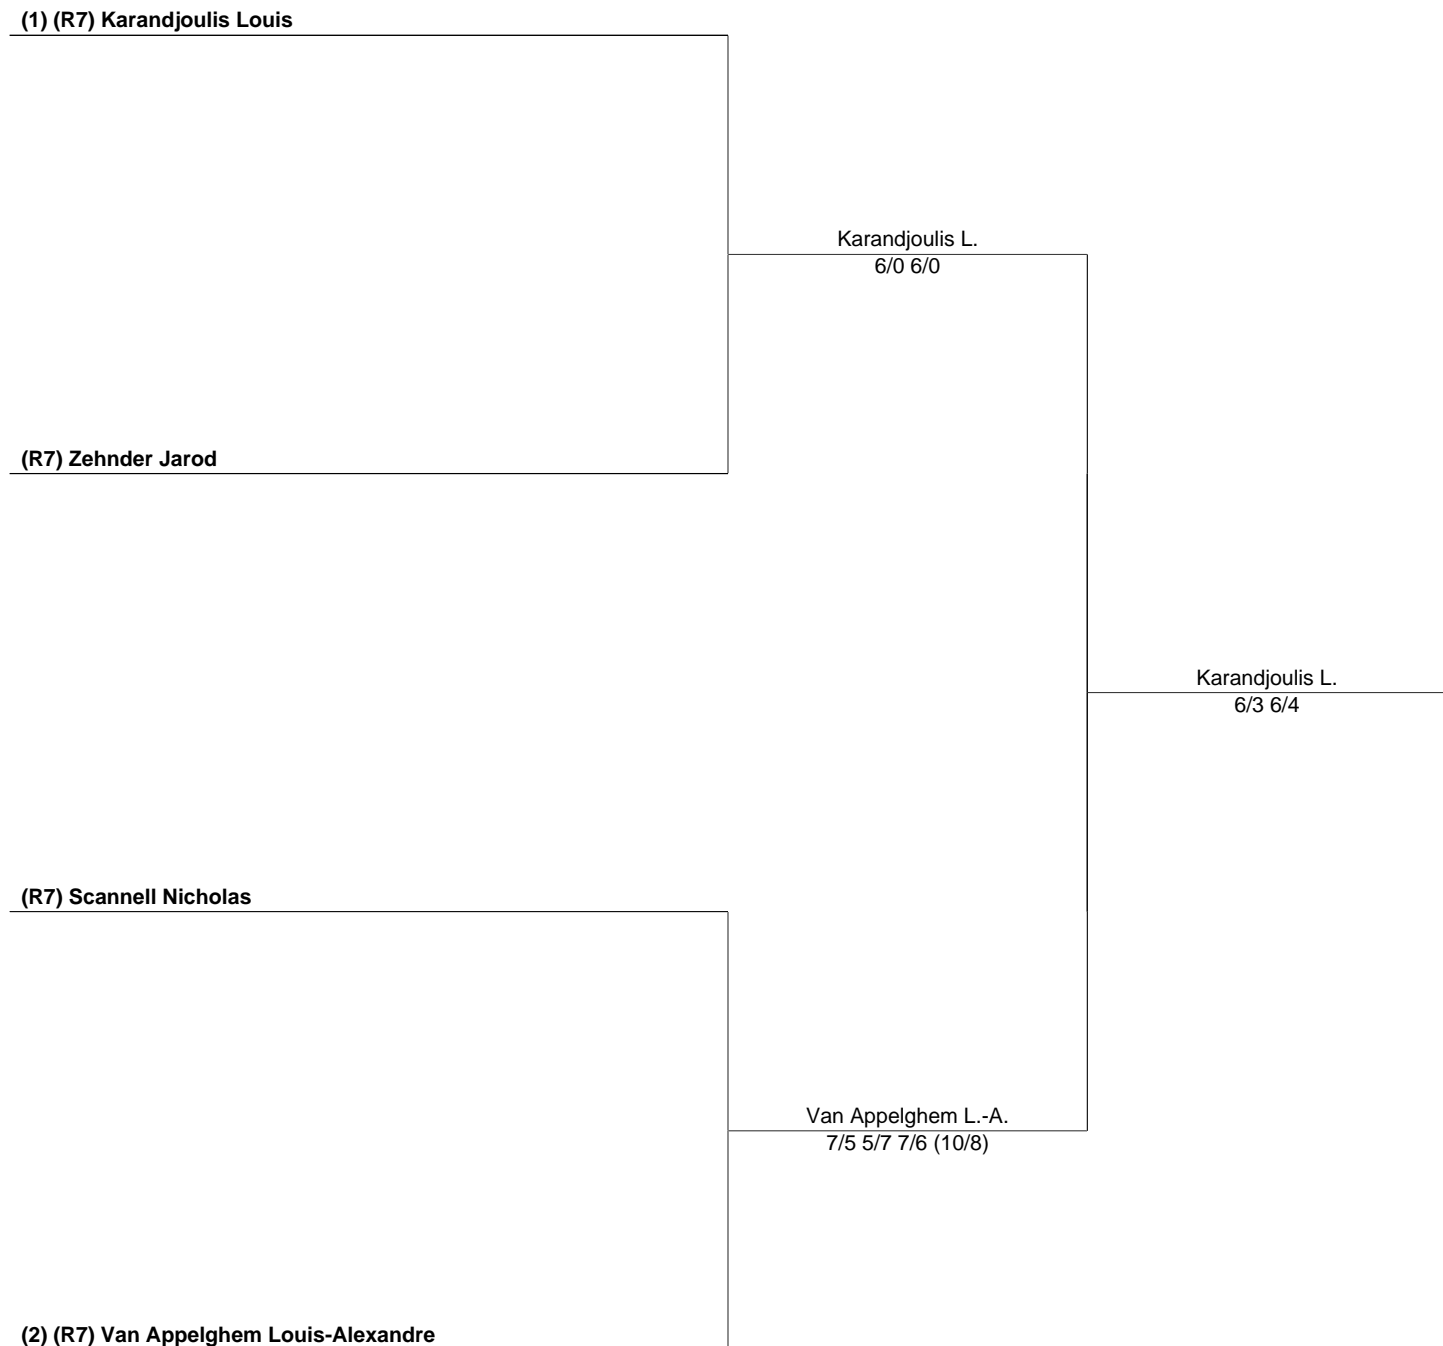 (1) (R7) Karandjoulis Louis
Karandjoulis L.
6/0 6/0
(R7) Zehnder Jarod
Karandjoulis L.
6/3 6/4
(R7) Scannell Nicholas
Van Appelghem L.-A.
7/5 5/7 7/6 (10/8)
(2) (R7) Van Appelghem Louis-Alexandre